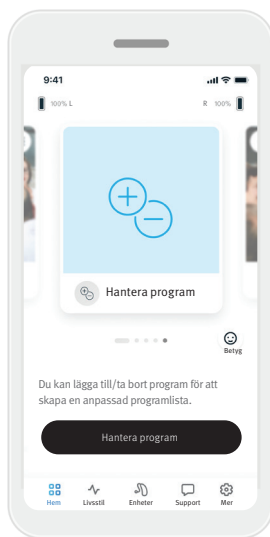 9:41
100% L R 100%
Hantera program
Betyg
Du kan lägga till/ta bort program för att
skapa en anpassad programlista.
Hantera program
Hem Livsstil Enheter Support Mer